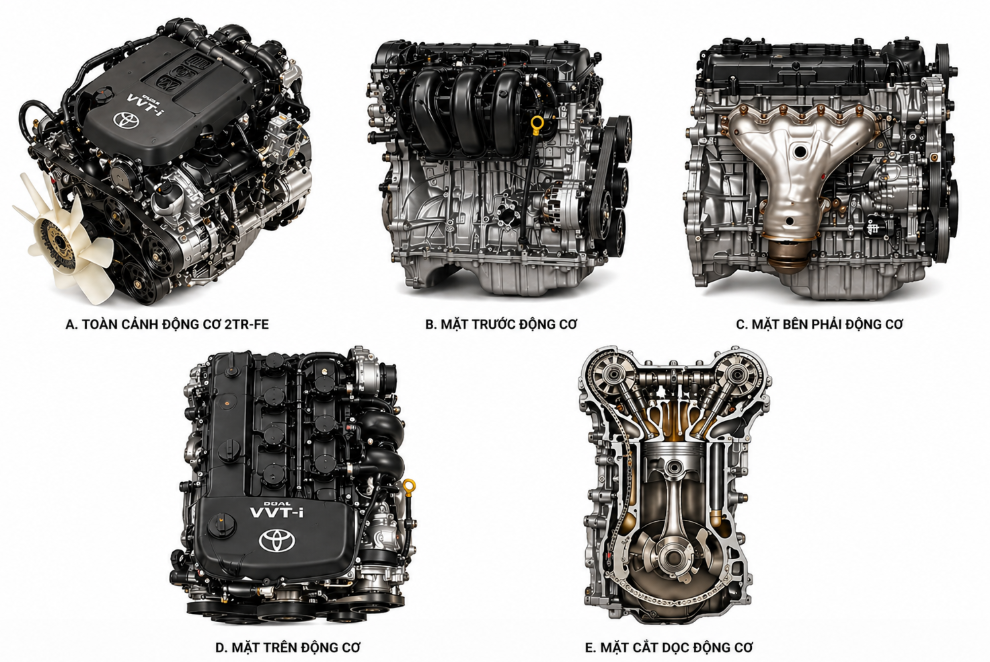 DUAL
VVT-i
A. TOÀN CẢNH ĐỘNG CƠ 2TR-FE
B. MẶT TRƯỚC ĐỘNG CƠ
C. MẶT BÊN PHẢI ĐỘNG CƠ
DUAL
VVT-i
D. MẶT TRÊN ĐỘNG CƠ
E. MẶT CẮT DỌC ĐỘNG CƠ